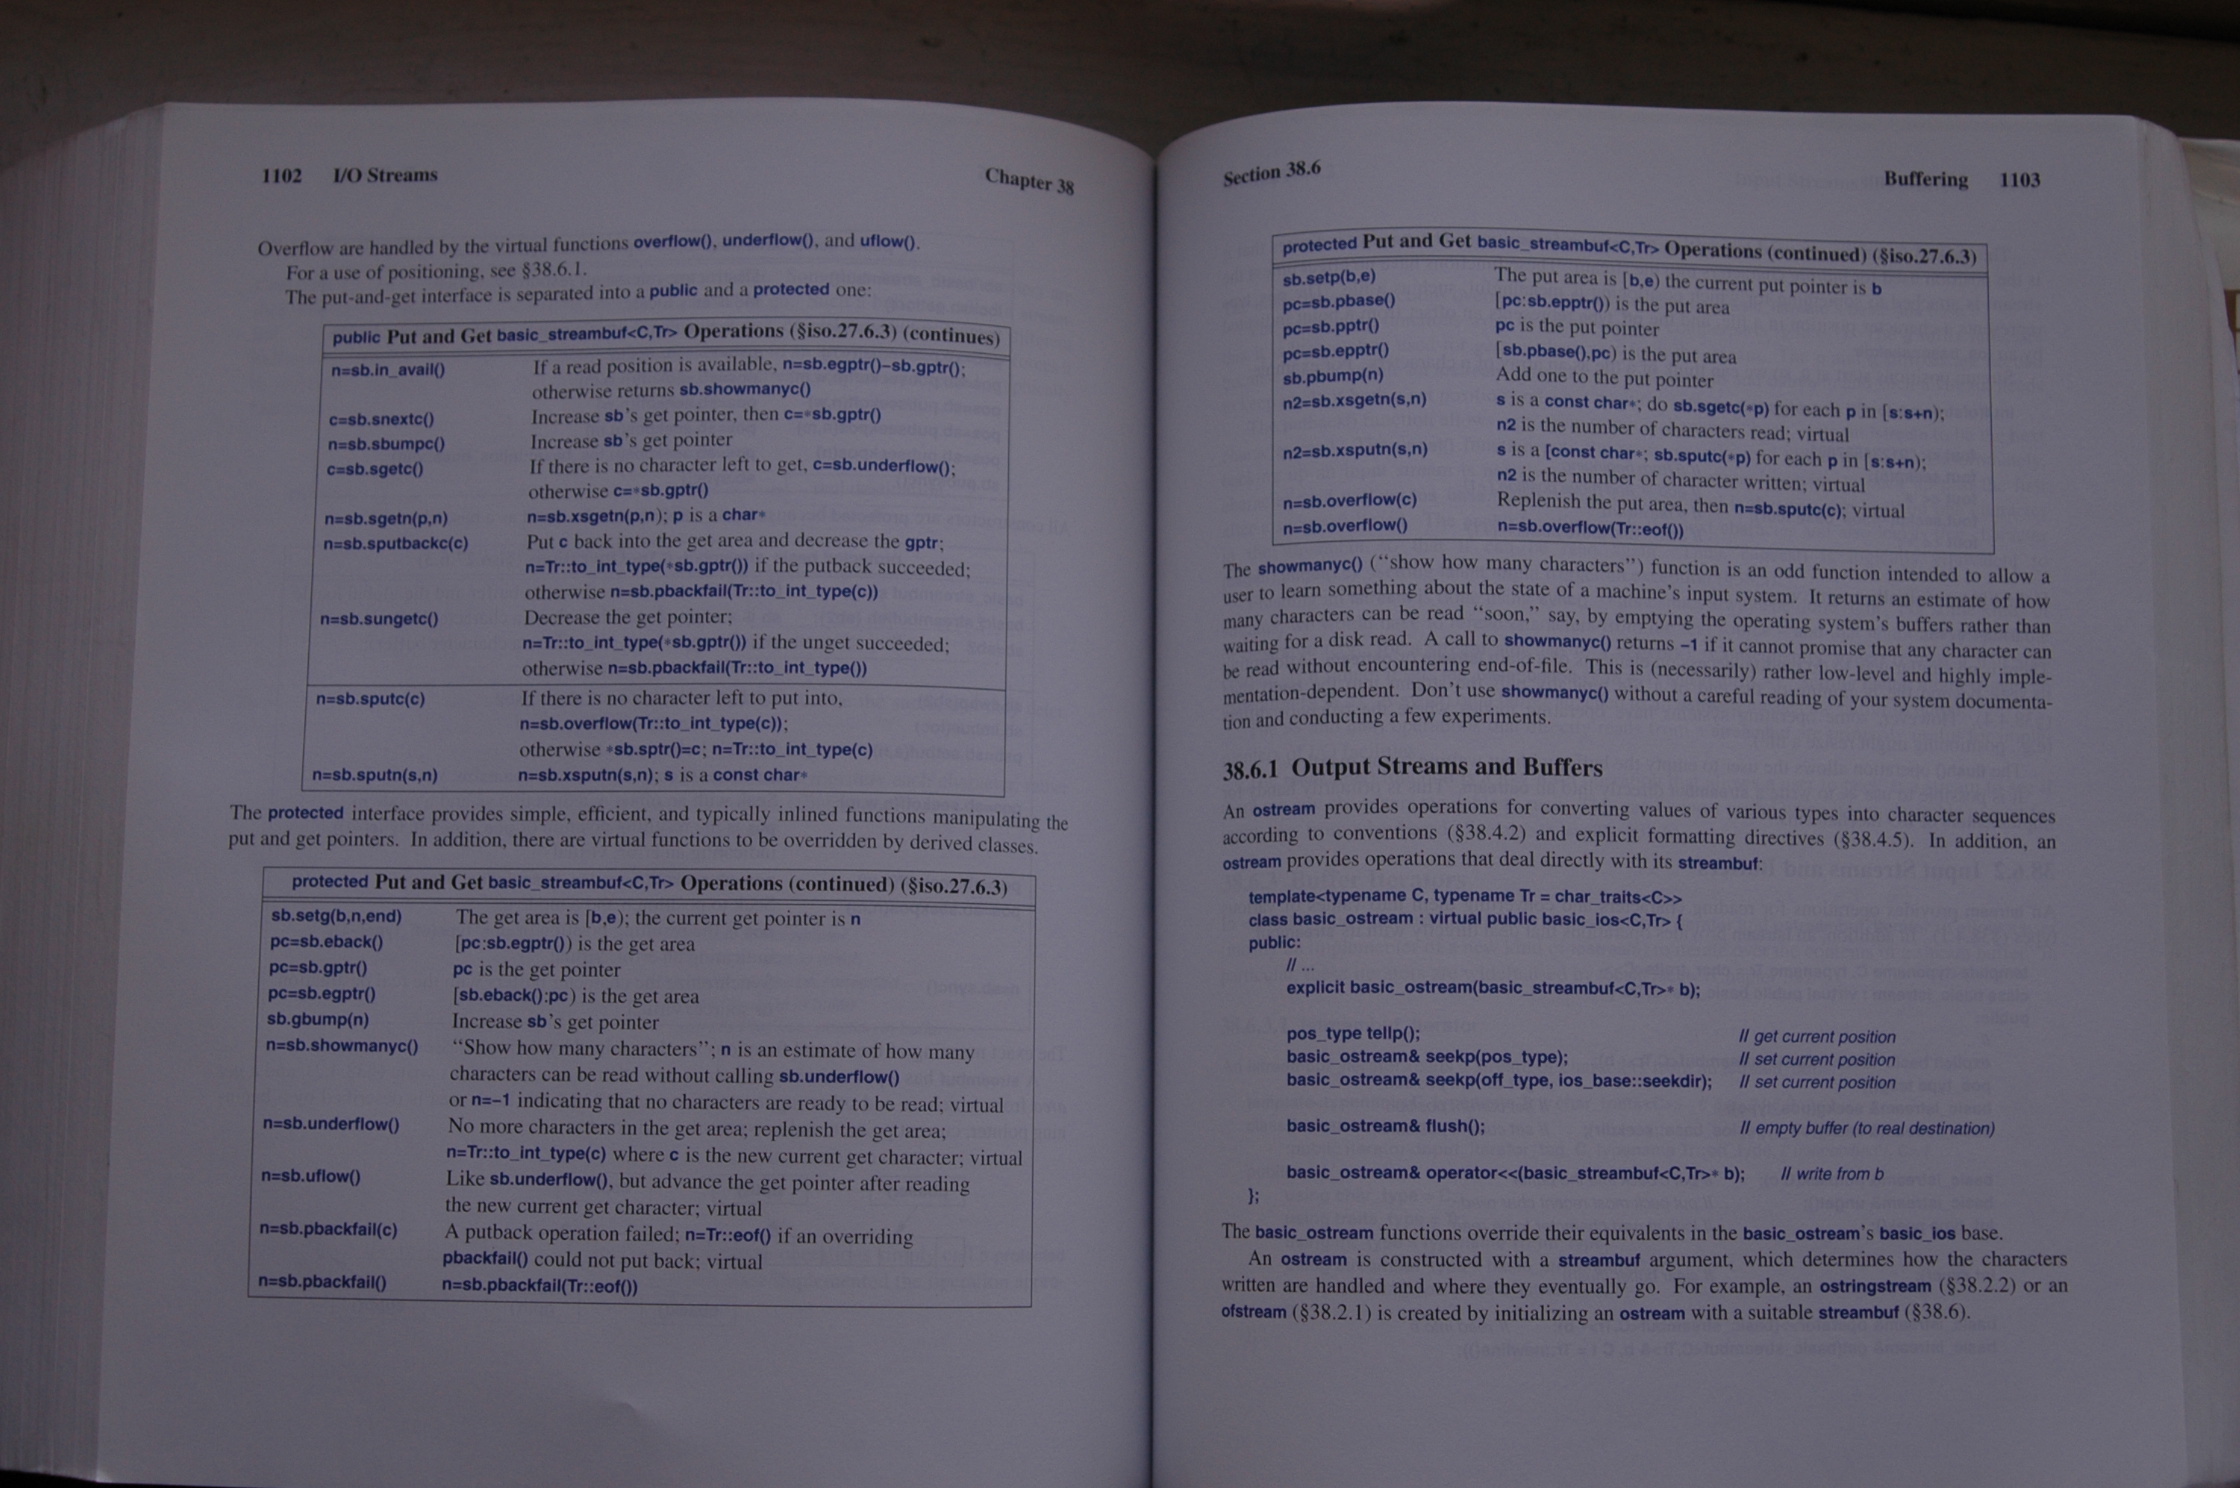 1102 I/O Streams Chapter 38
Overflow are handled by the virtual functions overflow(), underflow(), and uflow().
For a use of positioning, see §38.6.1.
The put-and-get interface is separated into a public and a protected one:
public Put and Get basic_streambuf<C,Tr> Operations (§iso.27.6.3) (continues)
n=sb.in_avail() If a read position is available, n=sb.egptr()–sb.gptr();
otherwise returns sb.showmanyc()
c=sb.snextc() Increase sb's get pointer, then c=*sb.gptr()
n=sb.sbumpc() Increase sb's get pointer
c=sb.sgetc() If there is no character left to get, c=sb.underflow();
otherwise c=*sb.gptr()
n=sb.sgetn(p,n) n=sb.xsgetn(p,n); p is a char*
n=sb.sputbackc(c) Put c back into the get area and decrease the gptr;
n=Tr::to_int_type(*sb.gptr()) if the putback succeeded;
otherwise n=sb.pbackfail(Tr::to_int_type(c))
n=sb.sungetc() Decrease the get pointer;
n=Tr::to_int_type(*sb.gptr()) if the unget succeeded;
otherwise n=sb.pbackfail(Tr::to_int_type())
n=sb.sputc(c) If there is no character left to put into,
n=sb.overflow(Tr::to_int_type(c));
otherwise *sb.sptr()=c; n=Tr::to_int_type(c)
n=sb.sputn(s,n) n=sb.xsputn(s,n); s is a const char*
The protected interface provides simple, efficient, and typically inlined functions manipulating the
put and get pointers. In addition, there are virtual functions to be overridden by derived classes.
protected Put and Get basic_streambuf<C,Tr> Operations (continued) (§iso.27.6.3)
sb.setg(b,n,end) The get area is [b,e); the current get pointer is n
pc=sb.eback() [pc:sb.egptr()) is the get area
pc=sb.gptr() pc is the get pointer
pc=sb.egptr() [sb.eback():pc) is the get area
sb.gbump(n) Increase sb's get pointer
n=sb.showmanyc() “Show how many characters”; n is an estimate of how many
characters can be read without calling sb.underflow()
or n=–1 indicating that no characters are ready to be read; virtual
n=sb.underflow() No more characters in the get area; replenish the get area;
n=Tr::to_int_type(c) where c is the new current get character; virtual
n=sb.uflow() Like sb.underflow(), but advance the get pointer after reading
the new current get character; virtual
n=sb.pbackfail(c) A putback operation failed; n=Tr::eof() if an overriding
pbackfail() could not put back; virtual
n=sb.pbackfail() n=sb.pbackfail(Tr::eof())
Section 38.6 Buffering 1103
protected Put and Get basic_streambuf<C,Tr> Operations (continued) (§iso.27.6.3)
sb.setp(b,e) The put area is [b,e) the current put pointer is b
pc=sb.pbase() [pc:sb.epptr()) is the put area
pc=sb.pptr() pc is the put pointer
pc=sb.epptr() [sb.pbase(),pc) is the put area
sb.pbump(n) Add one to the put pointer
n2=sb.xsgetn(s,n) s is a const char*; do sb.sgetc(*p) for each p in [s:s+n);
n2 is the number of characters read; virtual
n2=sb.xsputn(s,n) s is a [const char*; sb.sputc(*p) for each p in [s:s+n);
n2 is the number of character written; virtual
n=sb.overflow(c) Replenish the put area, then n=sb.sputc(c); virtual
n=sb.overflow() n=sb.overflow(Tr::eof())
The showmanyc() (“show how many characters”) function is an odd function intended to allow a
user to learn something about the state of a machine's input system. It returns an estimate of how
many characters can be read “soon,” say, by emptying the operating system's buffers rather than
waiting for a disk read. A call to showmanyc() returns –1 if it cannot promise that any character can
be read without encountering end-of-file. This is (necessarily) rather low-level and highly imple-
mentation-dependent. Don't use showmanyc() without a careful reading of your system documenta-
tion and conducting a few experiments.
38.6.1 Output Streams and Buffers
An ostream provides operations for converting values of various types into character sequences
according to conventions (§38.4.2) and explicit formatting directives (§38.4.5). In addition, an
ostream provides operations that deal directly with its streambuf:
template<typename C, typename Tr = char_traits<C>>
class basic_ostream : virtual public basic_ios<C,Tr> {
public:
// ...
explicit basic_ostream(basic_streambuf<C,Tr>* b);
pos_type tellp(); // get current position
basic_ostream& seekp(pos_type); // set current position
basic_ostream& seekp(off_type, ios_base::seekdir); // set current position
basic_ostream& flush(); // empty buffer (to real destination)
basic_ostream& operator<<(basic_streambuf<C,Tr>* b); // write from b
};
The basic_ostream functions override their equivalents in the basic_ostream's basic_ios base.
An ostream is constructed with a streambuf argument, which determines how the characters
written are handled and where they eventually go. For example, an ostringstream (§38.2.2) or an
ofstream (§38.2.1) is created by initializing an ostream with a suitable streambuf (§38.6).